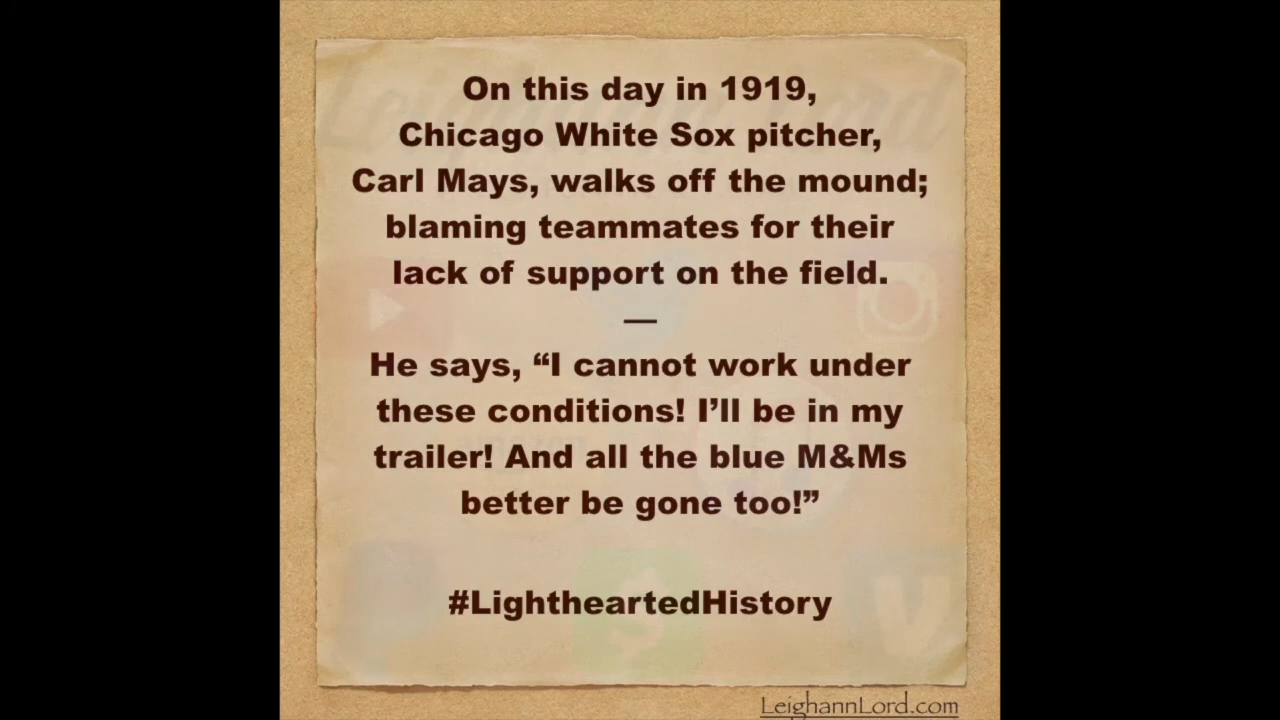 On this day in 1919,
Chicago White Sox pitcher,
Carl Mays, walks off the mound;
blaming teammates for their
lack of support on the field.
—
He says, “I cannot work under
these conditions! I’ll be in my
trailer! And all the blue M&Ms
better be gone too!”
#LightheartedHistory
LeighannLord.com